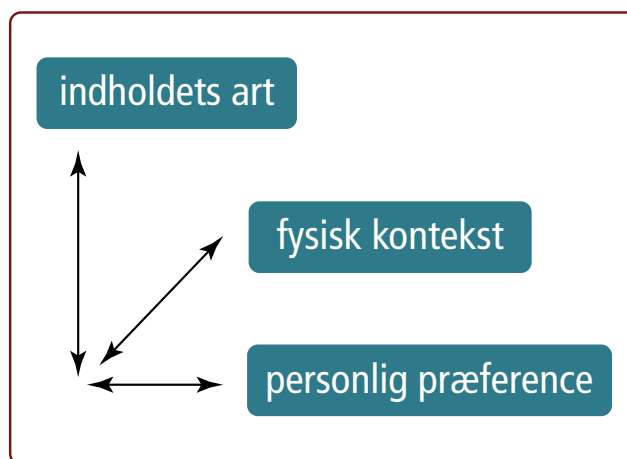 indholdets art
fysisk kontekst
personlig præference